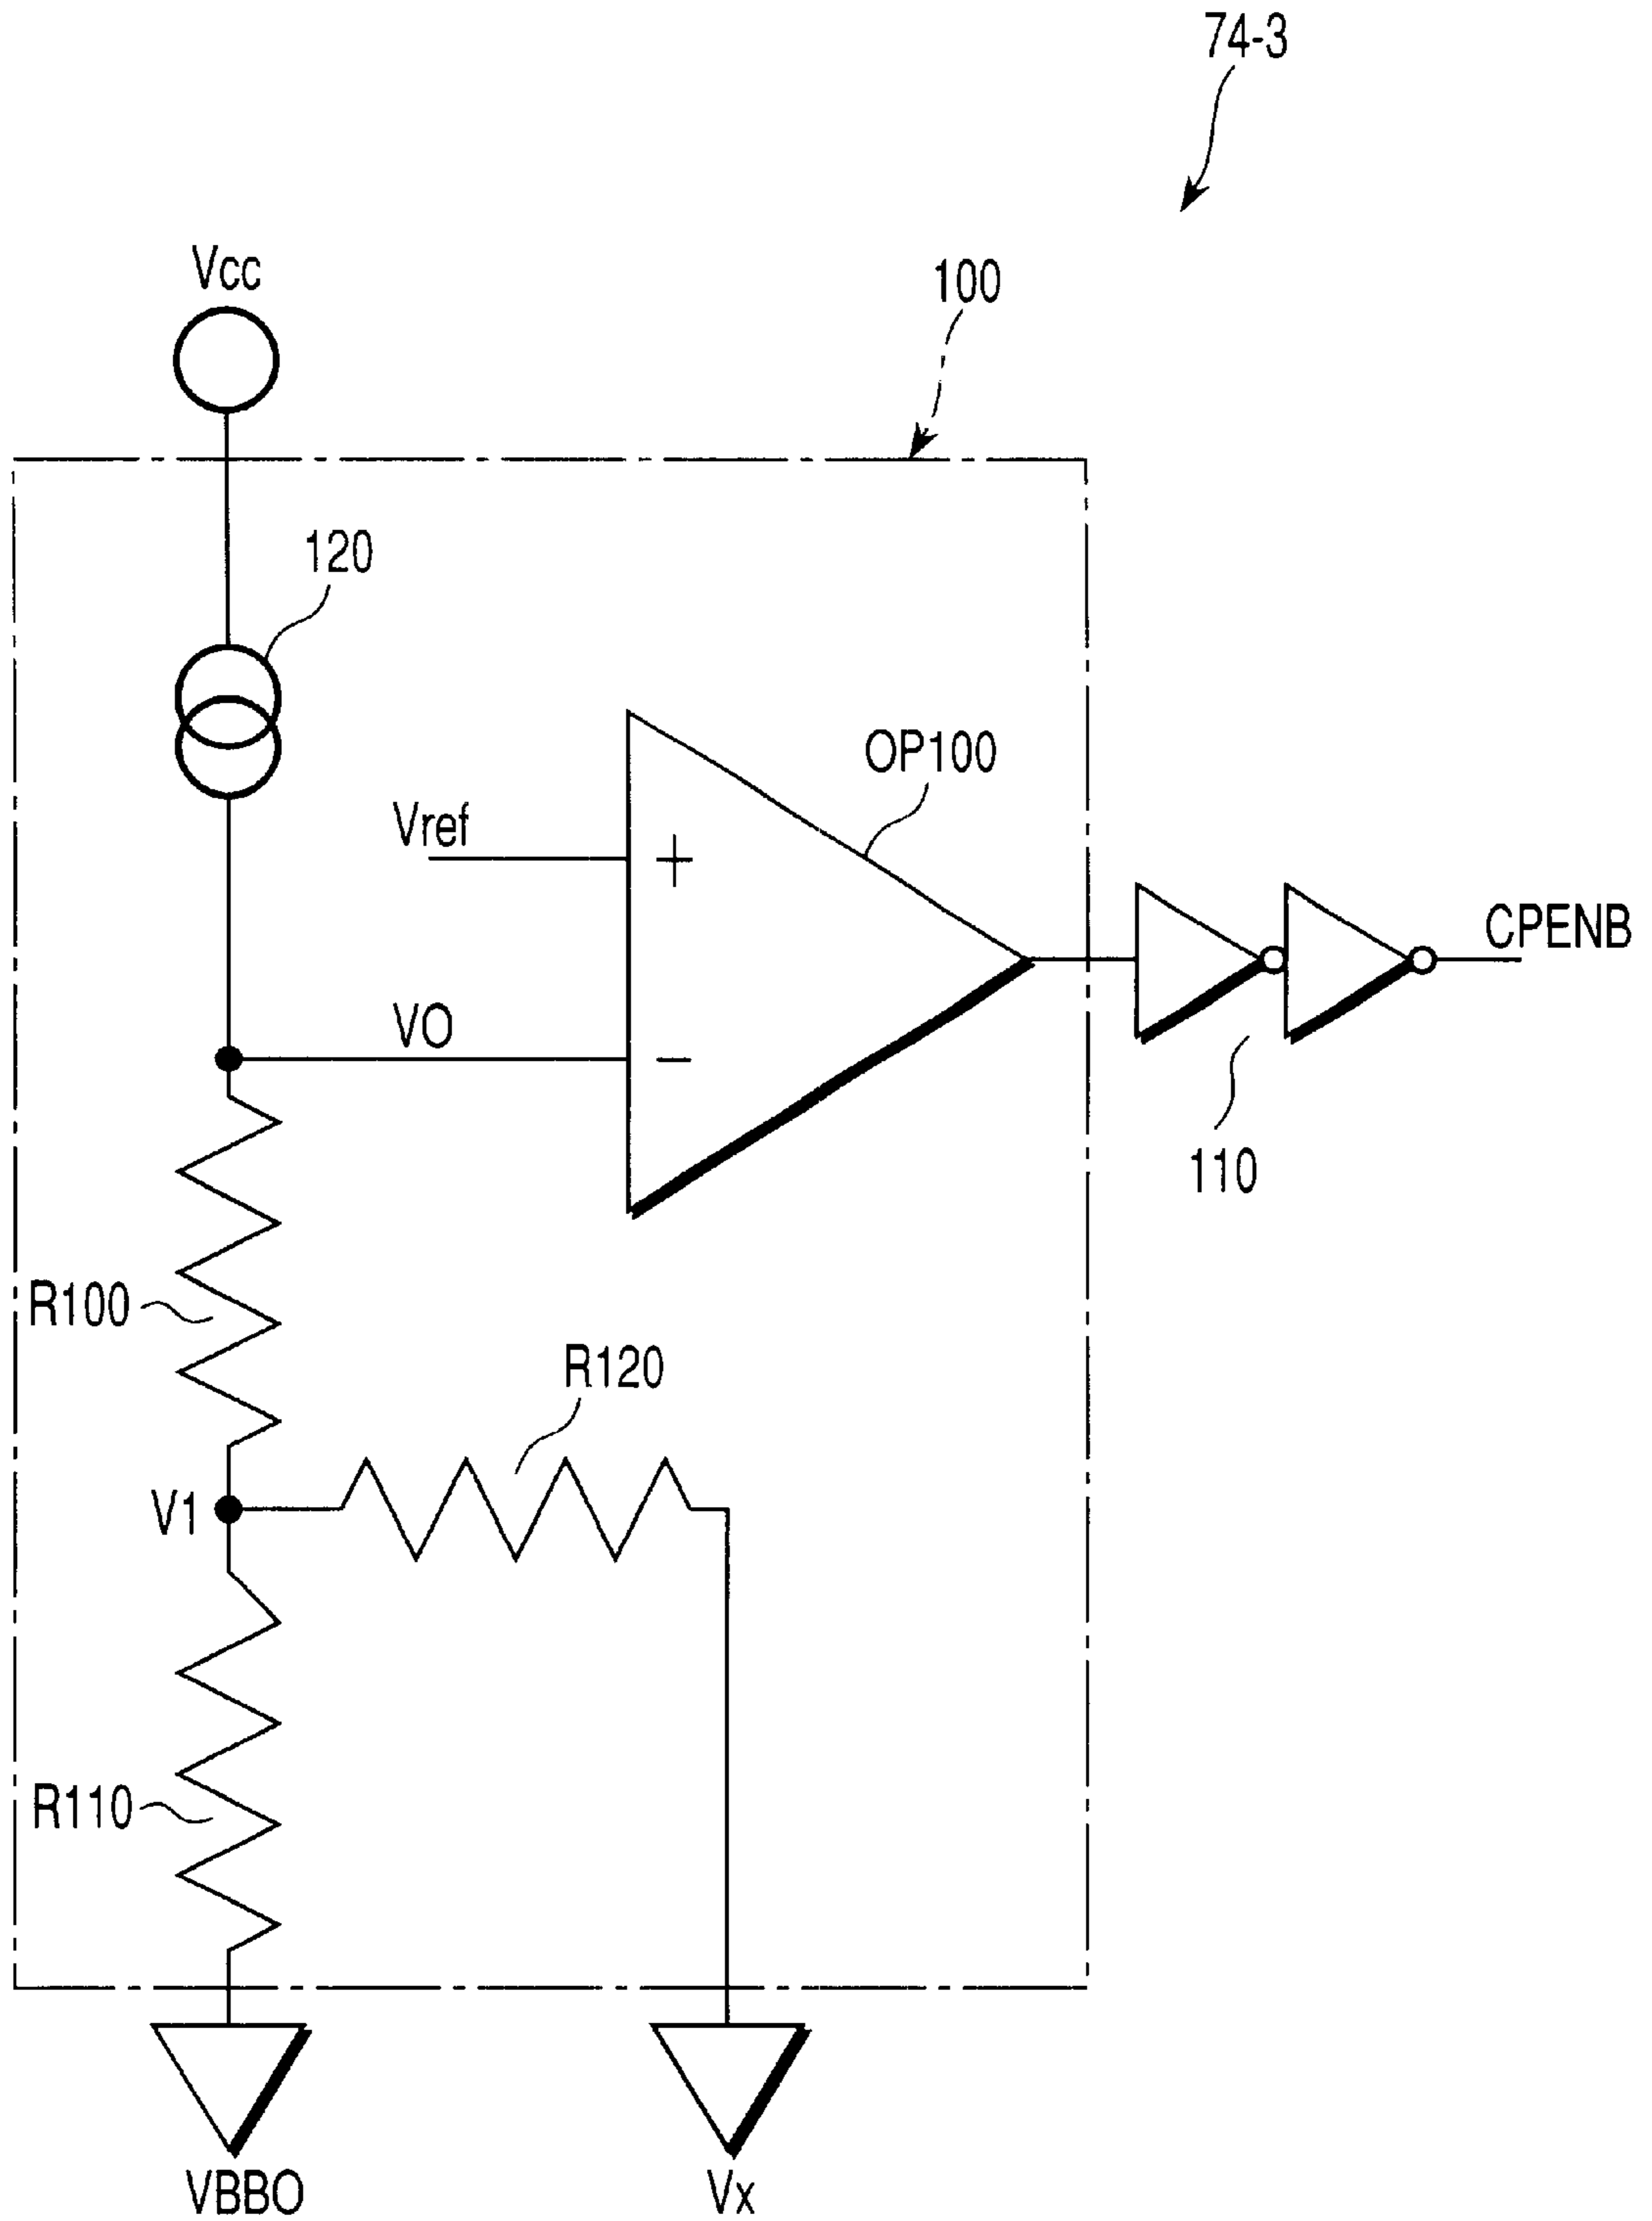 74-3
Vcc
100
120
OP100
Vref
+
CPENB
VO
−
110
R100
R120
V1
R110
VBBO
Vx